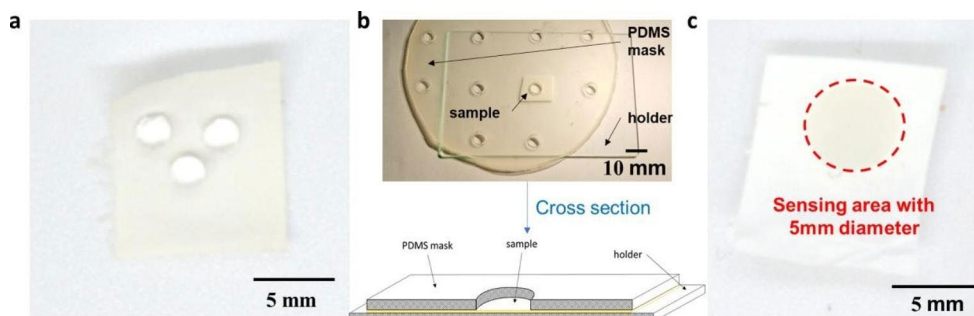 a
5 mm
b
PDMS
mask
sample
holder
10 mm
Cross section
PDMS mask
sample
holder
c
Sensing area with
5mm diameter
5 mm